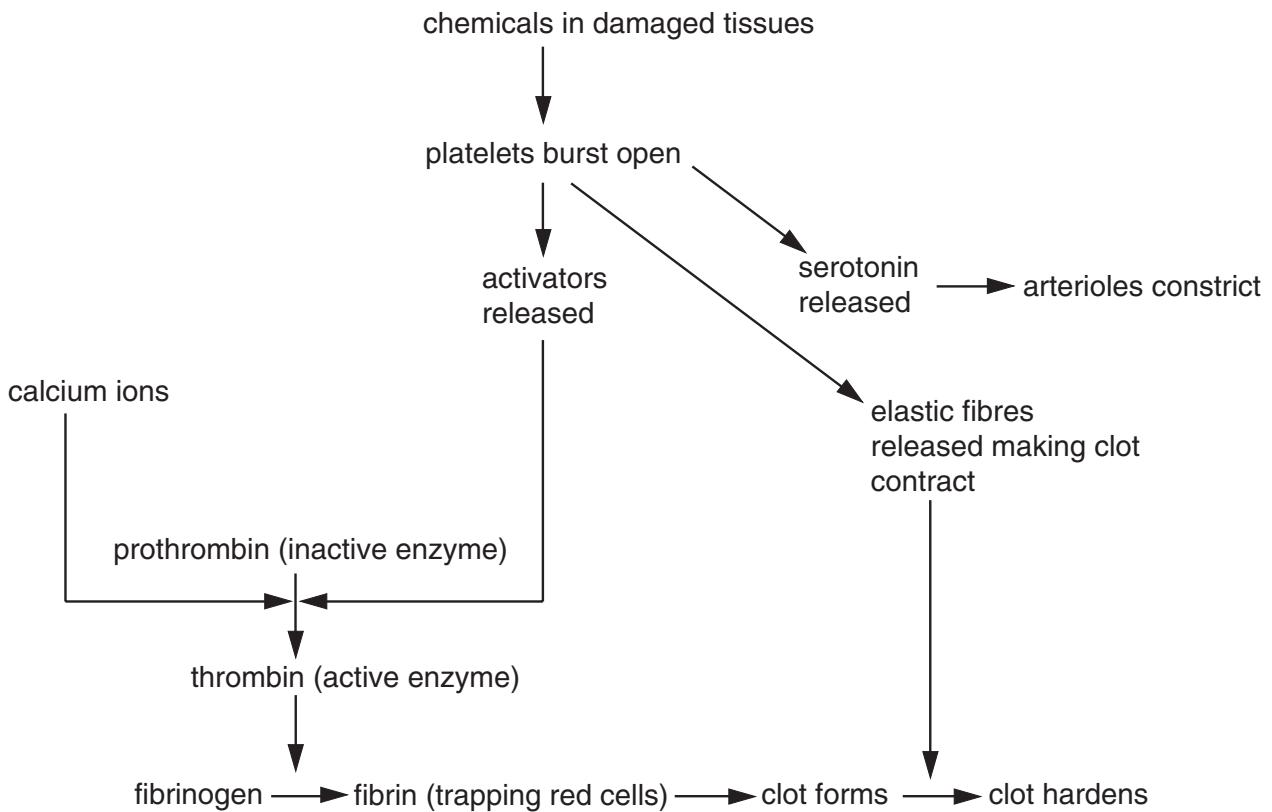 chemicals in damaged tissues
platelets burst open
activators
released
serotonin
released
arterioles constrict
calcium ions
elastic fibres
released making clot
contract
prothrombin (inactive enzyme)
thrombin (active enzyme)
fibrinogen
fibrin (trapping red cells)
clot forms
clot hardens